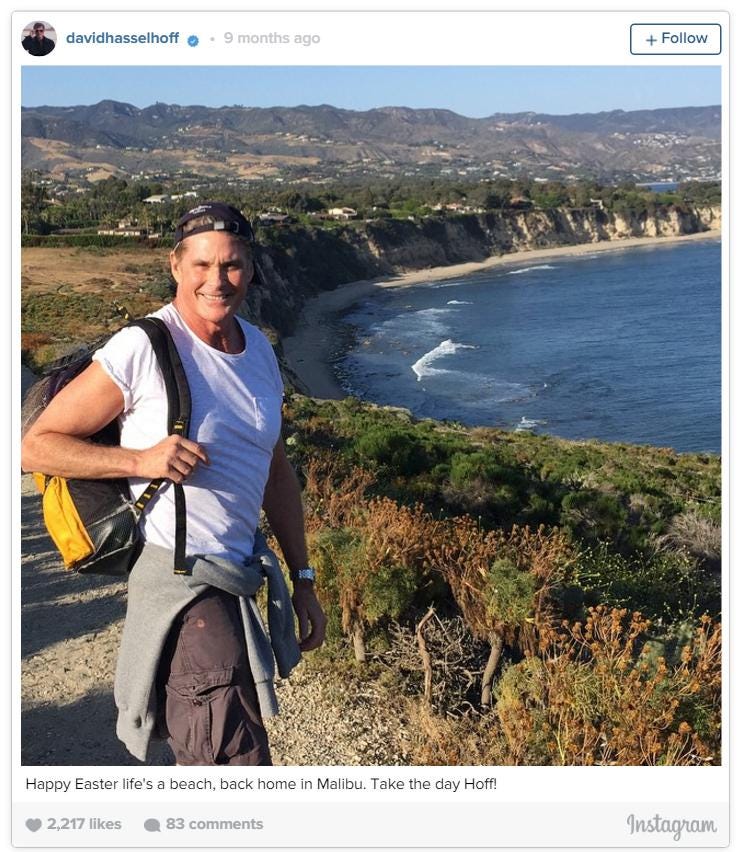 davidhasselhoff • 9 months ago
+ Follow
Happy Easter life's a beach, back home in Malibu. Take the day Hoff!
2,217 likes 83 comments
Instagram